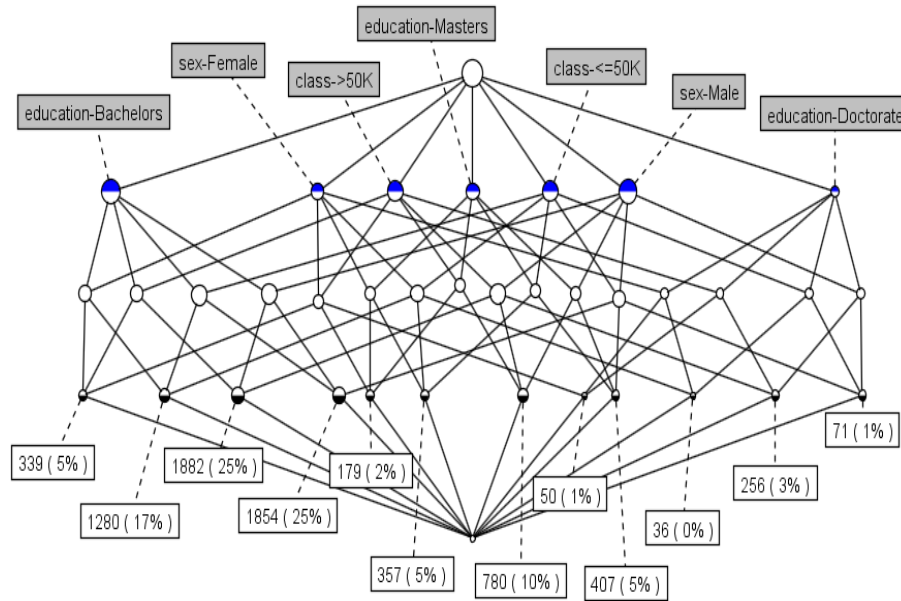 education-Masters
sex-Female
class->50K
class-<=50K
sex-Male
education-Bachelors
education-Doctorate
71 ( 1% )
339 ( 5% )
1882 ( 25% )
179 ( 2% )
50 ( 1% )
256 ( 3% )
1280 ( 17% )
1854 ( 25% )
36 ( 0% )
357 ( 5% )
780 ( 10% )
407 ( 5% )